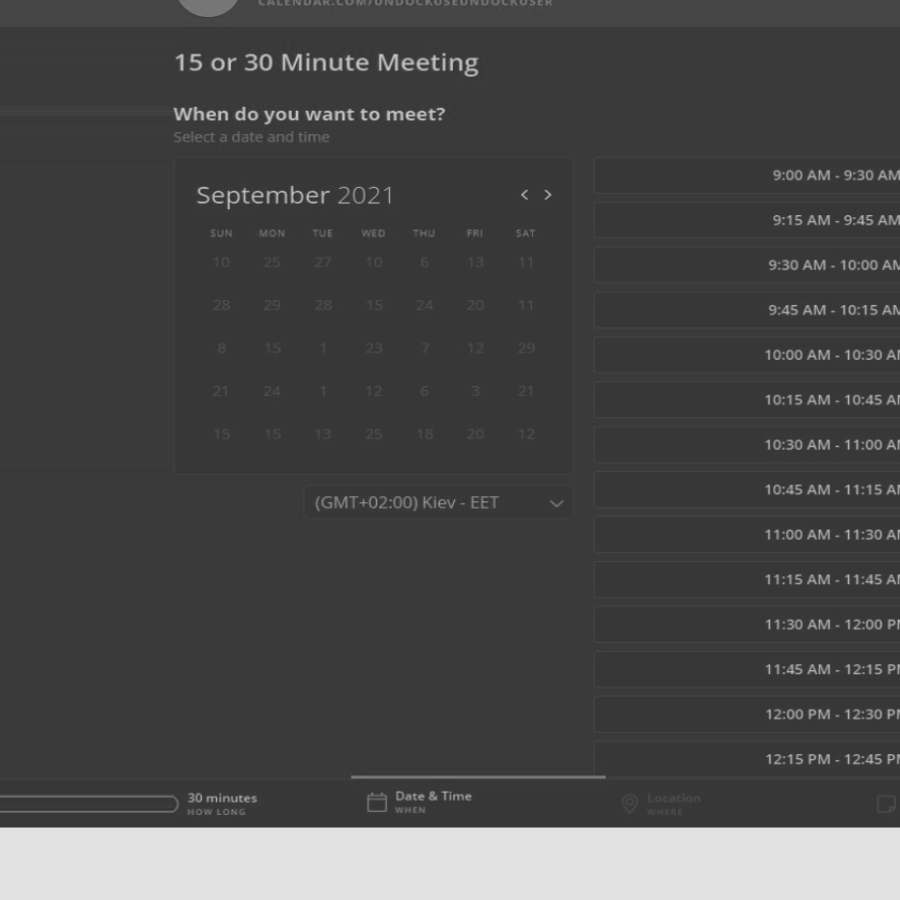 CALENDAR.COM/UNDOCKUSEUNDOCKUSER
15 or 30 Minute Meeting
When do you want to meet?
Select a date and time
September 2021 < >
SUN MON TUE WED THU FRI SAT
10 25 27 10 6 13 11
28 29 28 15 24 20 11
8 15 1 23 7 12 29
21 24 1 12 6 3 21
15 15 13 25 18 20 12
(GMT+02:00) Kiev - EET
9:00 AM - 9:30 AM
9:15 AM - 9:45 AM
9:30 AM - 10:00 AM
9:45 AM - 10:15 AM
10:00 AM - 10:30 AM
10:15 AM - 10:45 AM
10:30 AM - 11:00 AM
10:45 AM - 11:15 AM
11:00 AM - 11:30 AM
11:15 AM - 11:45 AM
11:30 AM - 12:00 PM
11:45 AM - 12:15 PM
12:00 PM - 12:30 PM
12:15 PM - 12:45 PM
30 minutes
HOW LONG
Date & Time
WHEN
Location
WHERE